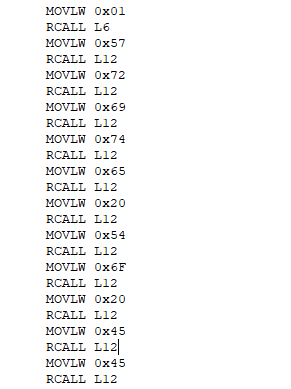 MOVLW 0x01
RCALL L6
MOVLW 0x57
RCALL L12
MOVLW 0x72
RCALL L12
MOVLW 0x69
RCALL L12
MOVLW 0x74
RCALL L12
MOVLW 0x65
RCALL L12
MOVLW 0x20
RCALL L12
MOVLW 0x54
RCALL L12
MOVLW 0x6F
RCALL L12
MOVLW 0x20
RCALL L12
MOVLW 0x45
RCALL L12
MOVLW 0x45
RCALL L12